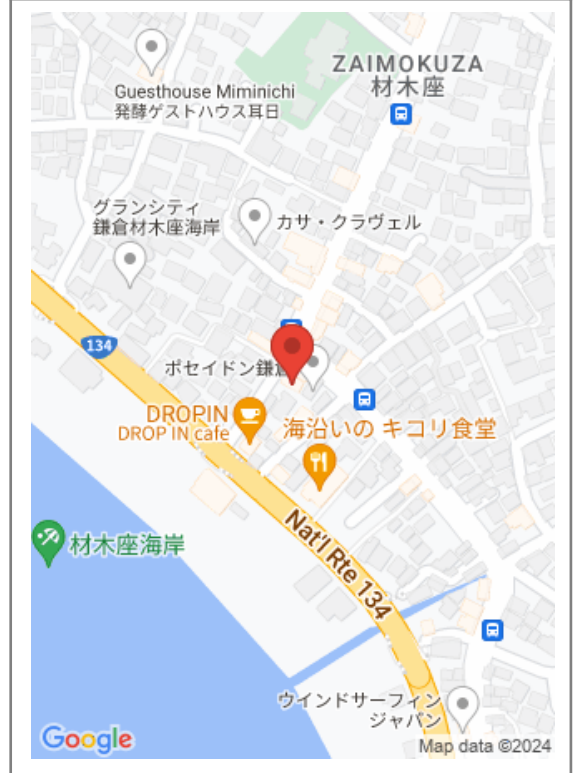 ZAIMOKUZA
材木座
Guesthouse Miminichi
発酵ゲストハウス耳日
グランシティ
鎌倉材木座海岸
カサ・クラヴェル
134
ポセイドン鎌倉
DROPIN
DROP IN cafe
海沿いの キコリ食堂
Nat'l Rte 134
材木座海岸
ウインドサーフィン
ジャパン
Google
Map data ©2024